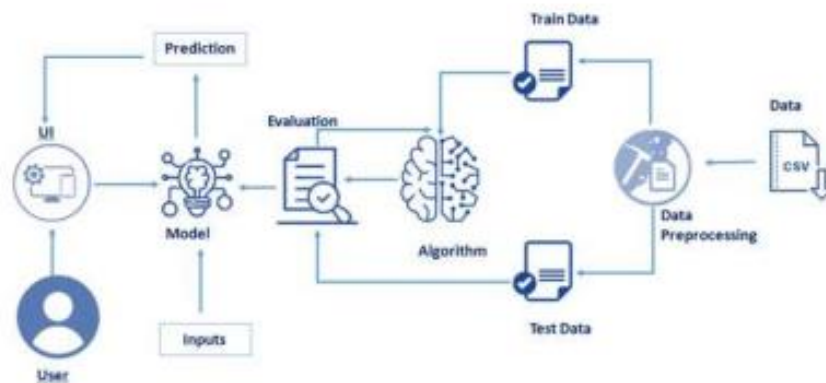 Train Data
Prediction
Data
UI
Evaluation
CSV
Model
Algorithm
Data
Preprocessing
Inputs
Test Data
User